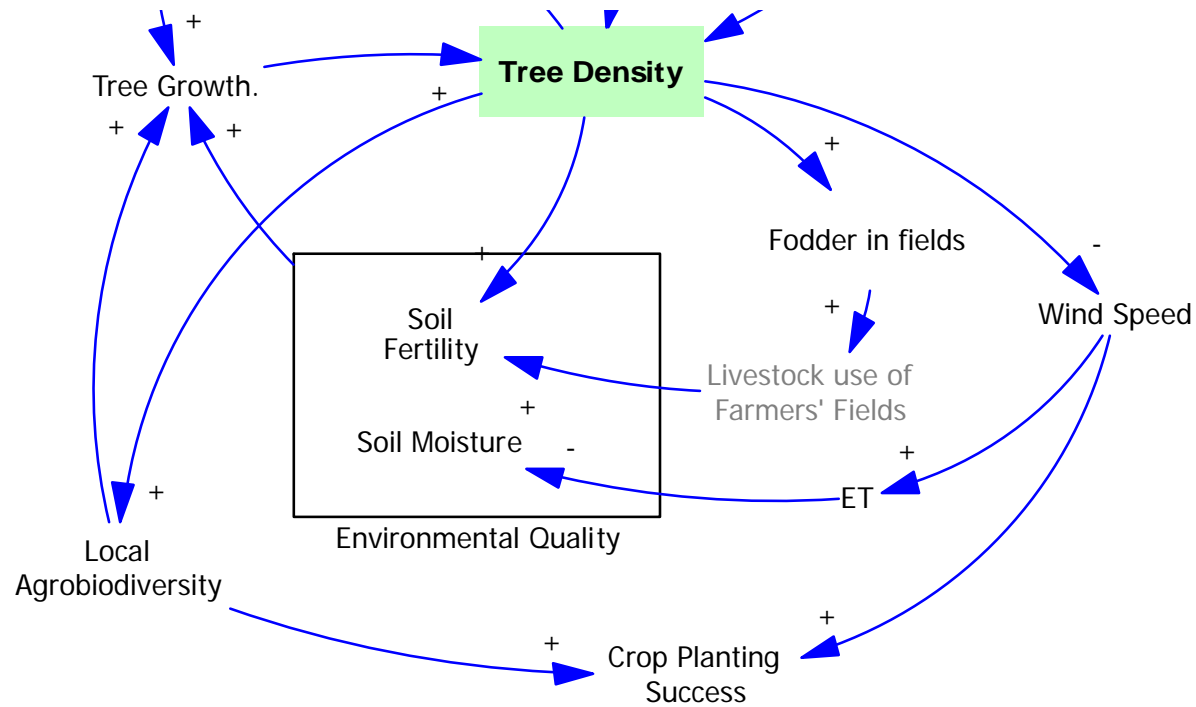 +
Tree Density
Tree Growth.
+
+
+
+
Fodder in fields
-
+
Wind Speed
+
Soil
Fertility
Livestock use of
Farmers' Fields
+
Soil Moisture
-
+
+
ET
Environmental Quality
Local
Agrobiodiversity
+
+
Crop Planting
Success